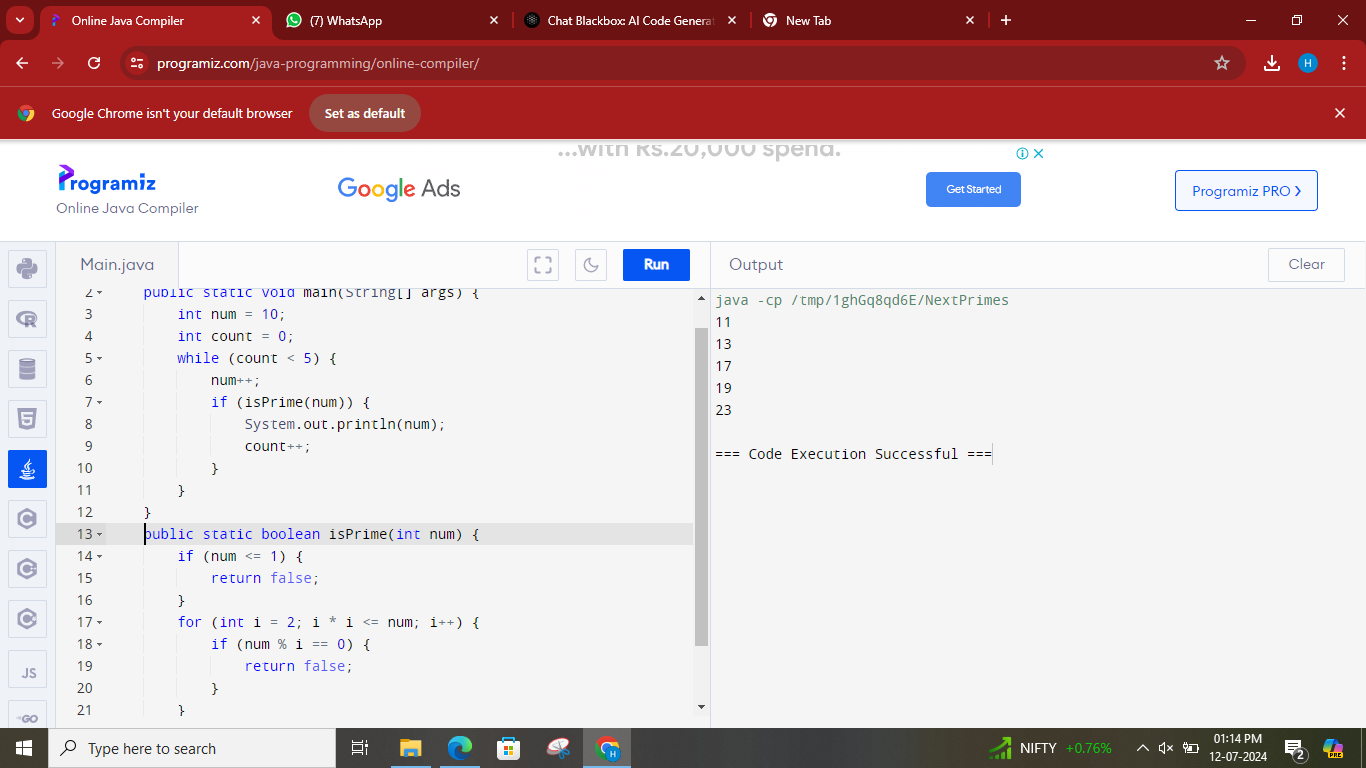 Online Java Compiler
(7) WhatsApp
Chat Blackbox: AI Code Generat
New Tab
programiz.com/java-programming/online-compiler/
H
Google Chrome isn't your default browser
Set as default
...with Rs.20,000 spend.
Programiz
Online Java Compiler
Google Ads
Get Started
Programiz PRO >
Main.java
Run
Output
Clear
2 public static void main(String[] args) {
3 int num = 10;
4 int count = 0;
5 while (count < 5) {
6 num++;
7 if (isPrime(num)) {
8 System.out.println(num);
9 count++;
10 }
11 }
12 }
13 public static boolean isPrime(int num) {
14 if (num <= 1) {
15 return false;
16 }
17 for (int i = 2; i * i <= num; i++) {
18 if (num % i == 0) {
19 return false;
20 }
21 }
java -cp /tmp/1ghGq8qd6E/NextPrimes
11
13
17
19
23
=== Code Execution Successful ===
JS
GO
Type here to search
H
NIFTY +0.76%
01:14 PM
12-07-2024
2
PRE